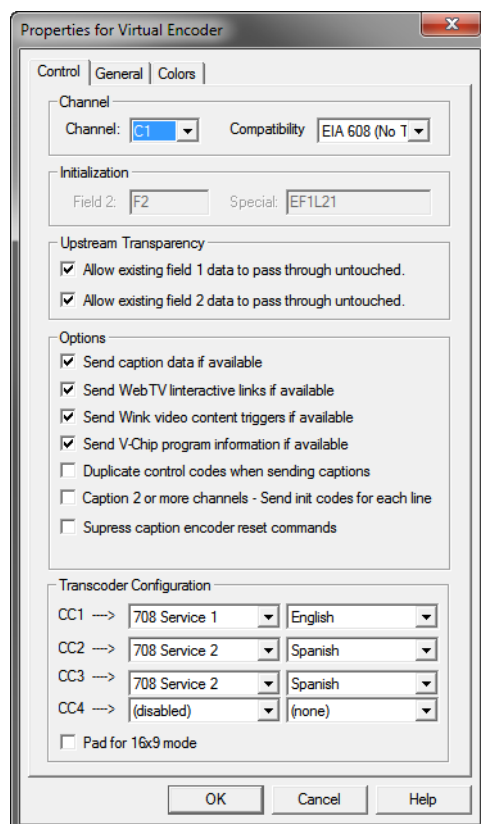 Properties for Virtual Encoder
Control General Colors
Channel
Channel: C1 Compatibility EIA 608 (No T
Initialization
Field 2: F2 Special: EF1L21
Upstream Transparency
Allow existing field 1 data to pass through untouched.
Allow existing field 2 data to pass through untouched.
Options
Send caption data if available
Send WebTV linteractive links if available
Send Wink video content triggers if available
Send V-Chip program information if available
Duplicate control codes when sending captions
Caption 2 or more channels - Send init codes for each line
Supress caption encoder reset commands
Transcoder Configuration
CC1 ---> 708 Service 1 English
CC2 ---> 708 Service 2 Spanish
CC3 ---> 708 Service 2 Spanish
CC4 ---> (disabled) (none)
Pad for 16x9 mode
OK Cancel Help